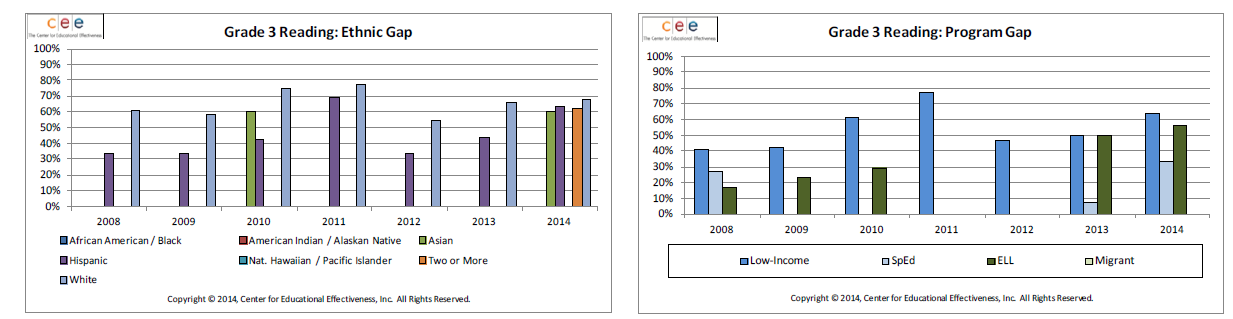 cee
The Center for Educational Effectiveness
Grade 3 Reading: Ethnic Gap
100%
90%
80%
70%
60%
50%
40%
30%
20%
10%
0%
2008 2009 2010 2011 2012 2013 2014
African American / Black American Indian / Alaskan Native Asian
Hispanic Nat. Hawaiian / Pacific Islander Two or More
White
Copyright © 2014, Center for Educational Effectiveness, Inc. All Rights Reserved.
cee
The Center for Educational Effectiveness
Grade 3 Reading: Program Gap
100%
90%
80%
70%
60%
50%
40%
30%
20%
10%
0%
2008 2009 2010 2011 2012 2013 2014
Low-Income SpEd ELL Migrant
Copyright © 2014, Center for Educational Effectiveness, Inc. All Rights Reserved.